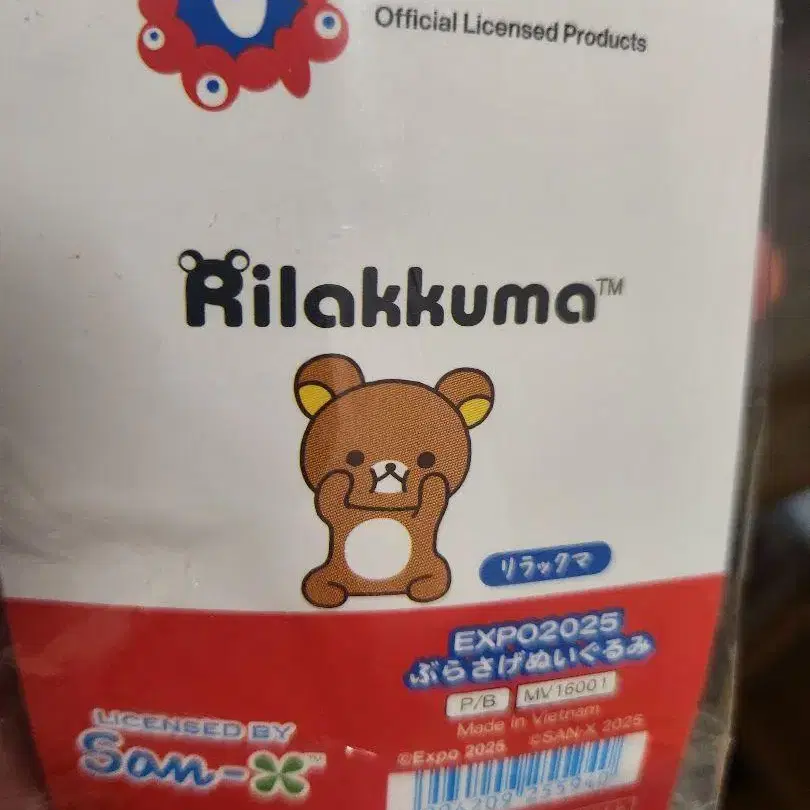 Official Licensed Products
Rilakkuma™
リラックマ
EXPO2025
ぶらさげぬいぐるみ
P/B MV16001
Made in Vietnam
©Expo 2025 ©SAN-X 2025
LICENSED BY
San-X™